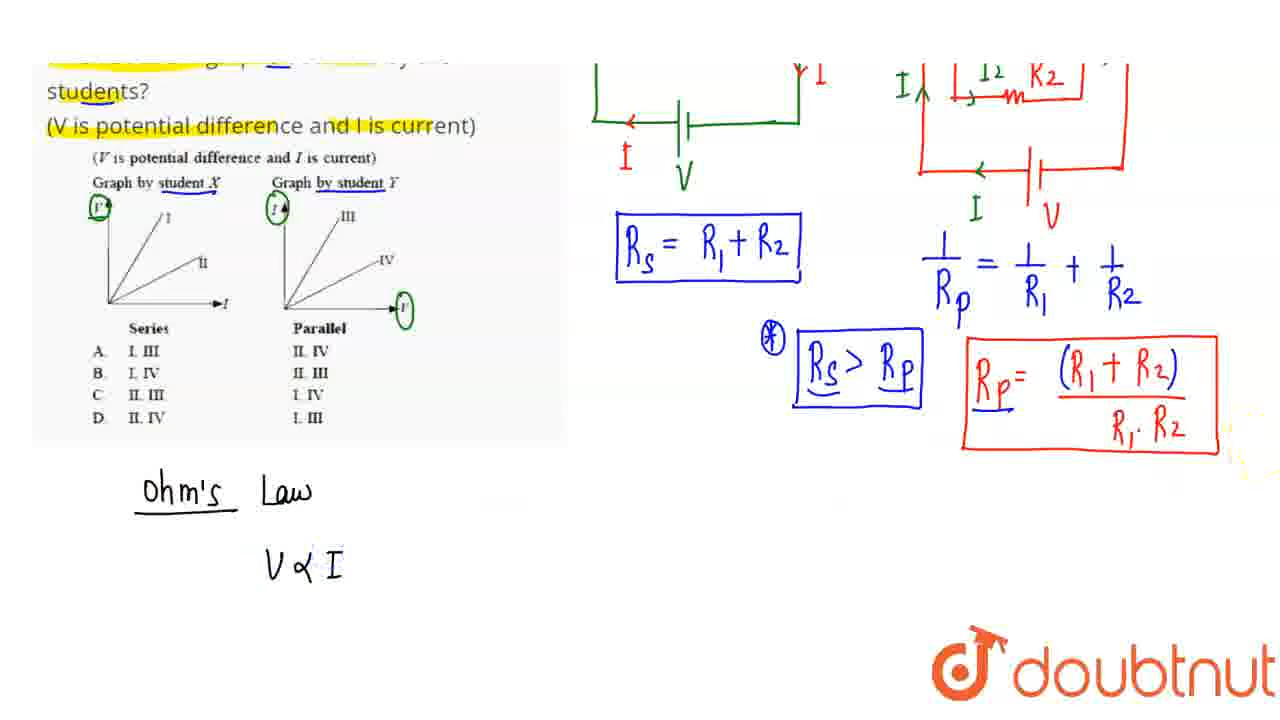 students?
(V is potential difference and I is current)
(V is potential difference and I is current)
Graph by student X
Graph by student Y
V
I
II
I
I
III
IV
V
Series Parallel
A. I. III II. IV
B. I. IV II. III
C II. III I. IV
D. II. IV I. III
Ohm's Law
V ∝ I
I
I
V
Rs = R1 + R2
I2 R2
I
I
V
1/Rp = 1/R1 + 1/R2
* Rs > Rp
Rp = (R1 + R2)
R1 . R2
doubtnut